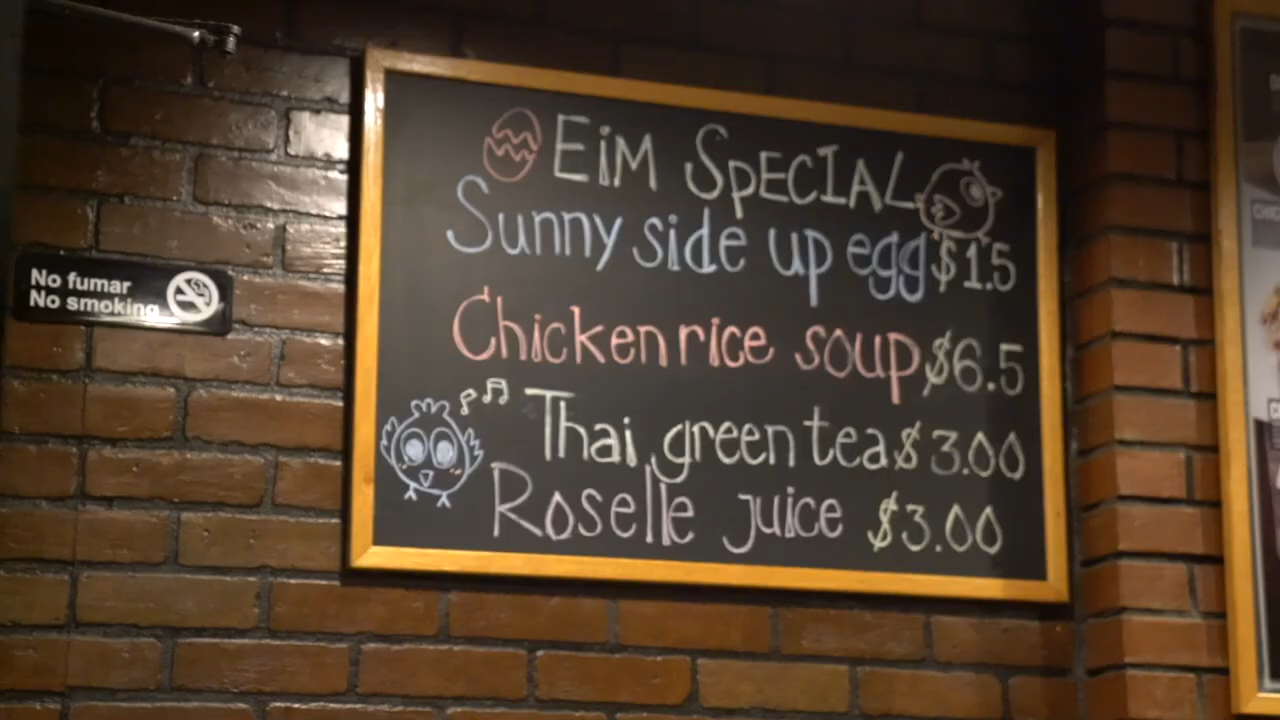 EiM SpECIAL
Sunny side up egg $1.5
Chicken rice soup $6.5
Thai green tea $3.00
Roselle juice $3.00
No fumar
No smoking